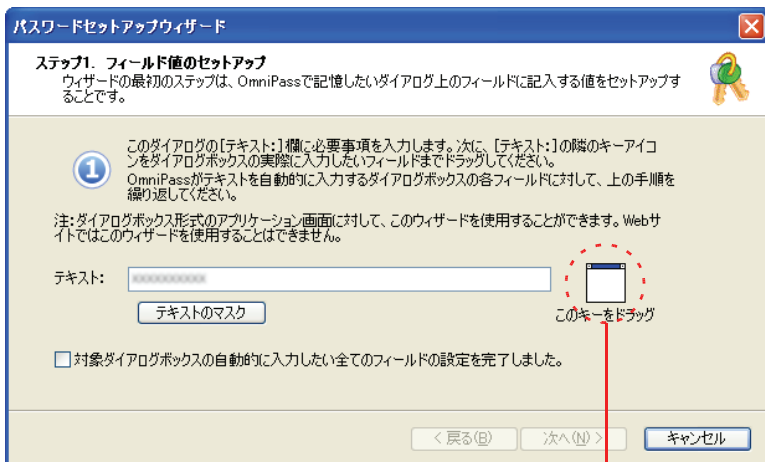 パスワードセットアップウィザード
ステップ1. フィールド値のセットアップ
ウィザードの最初のステップは、OmniPassで記憶したいダイアログ上のフィールドに記入する値をセットアップす
ることです。
1
このダイアログの[テキスト:]欄に必要事項を入力します。次に、[テキスト:]の隣のキーアイコ
ンをダイアログボックスの実際に入力したいフィールドまでドラッグしてください。
OmniPassがテキストを自動的に入力するダイアログボックスの各フィールドに対して、上の手順を
繰り返してください。
注:ダイアログボックス形式のアプリケーション画面に対して、このウィザードを使用することができます。Webサ
イトではこのウィザードを使用することはできません。
テキスト: xxxxxxxxxxx
テキストのマスク
このキーをドラッグ
対象ダイアログボックスの自動的に入力したい全てのフィールドの設定を完了しました。
< 戻る(B) 次へ(N) > キャンセル